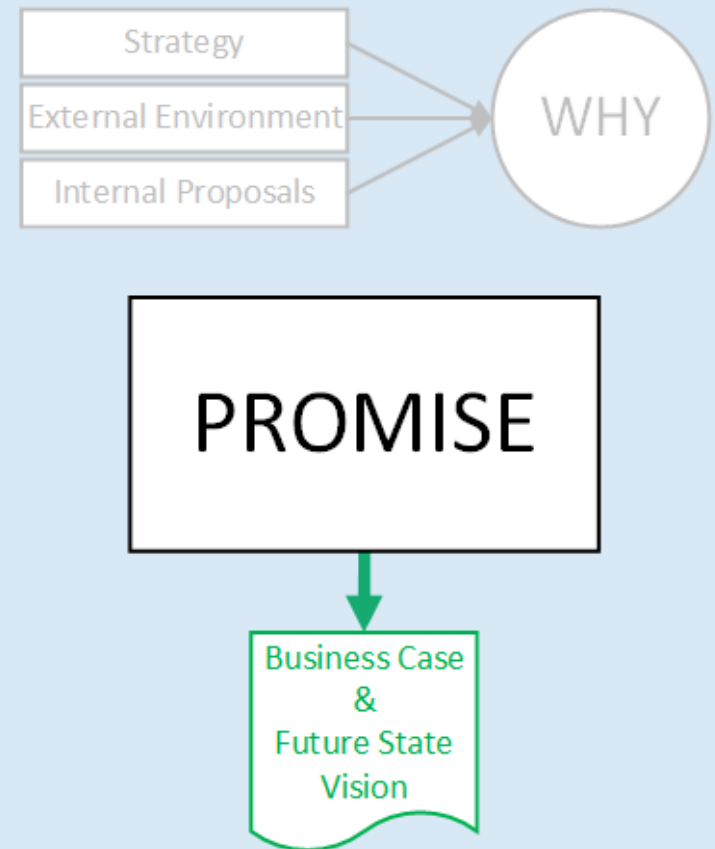 Strategy
External Environment
Internal Proposals
WHY
PROMISE
Business Case
&
Future State
Vision